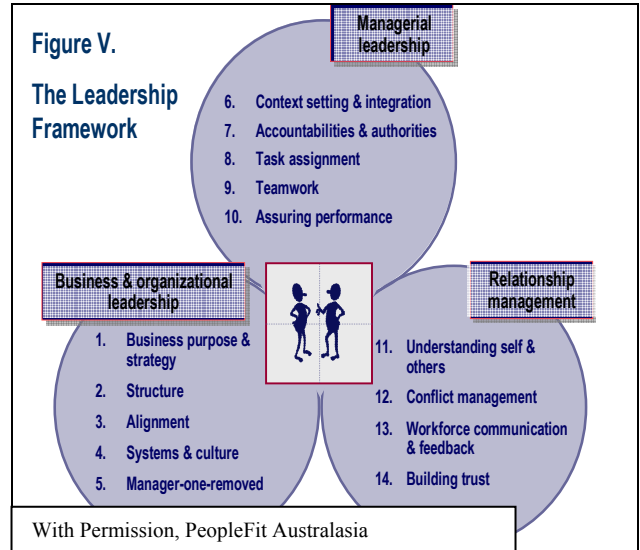 Figure V.
The Leadership
Framework
Managerial
leadership
6. Context setting & integration
7. Accountabilities & authorities
8. Task assignment
9. Teamwork
10. Assuring performance
Business & organizational
leadership
1. Business purpose &
strategy
2. Structure
3. Alignment
4. Systems & culture
5. Manager-one-removed
Relationship
management
11. Understanding self &
others
12. Conflict management
13. Workforce communication
& feedback
14. Building trust
With Permission, PeopleFit Australasia